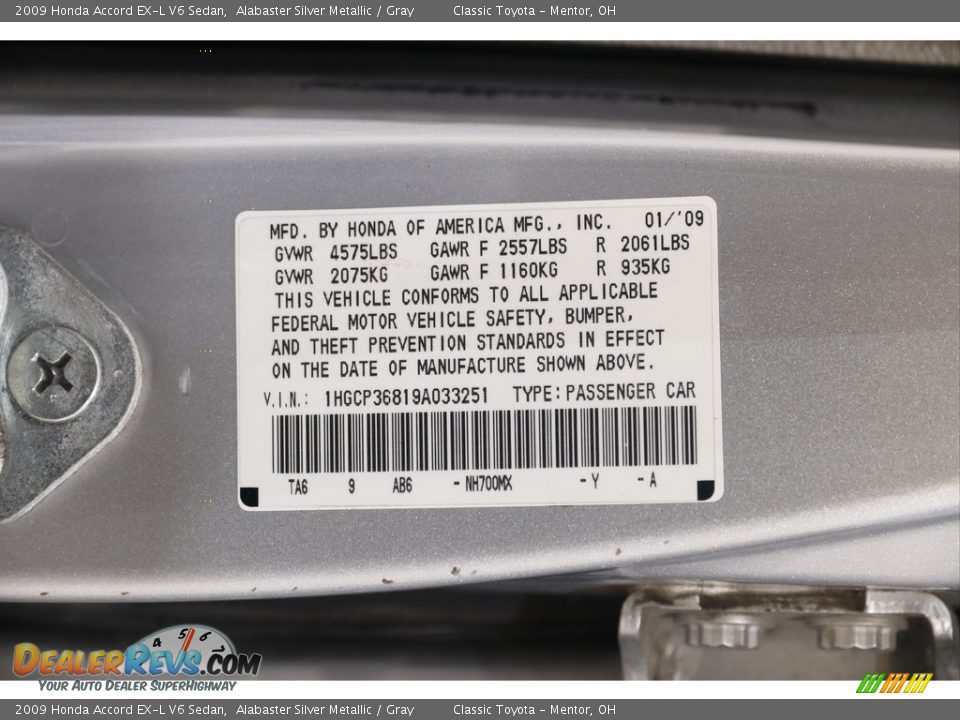 2009 Honda Accord EX-L V6 Sedan,  Alabaster Silver Metallic / Gray    Classic Toyota - Mentor, OH
MFD. BY HONDA OF AMERICA MFG., INC.    01/'09
GVWR 4575LBS   GAWR F 2557LBS   R 2061LBS
GVWR 2075KG   GAWR F 1160KG   R 935KG
THIS VEHICLE CONFORMS TO ALL APPLICABLE
FEDERAL MOTOR VEHICLE SAFETY, BUMPER,
AND THEFT PREVENTION STANDARDS IN EFFECT
ON THE DATE OF MANUFACTURE SHOWN ABOVE.
V.I.N.: 1HGCP36819A033251   TYPE: PASSENGER CAR
TA6   9   AB6   -NH700MX   -Y   -A
4 5 6
DEALERREVS.COM
YOUR AUTO DEALER SUPERHIGHWAY
2009 Honda Accord EX-L V6 Sedan,  Alabaster Silver Metallic / Gray    Classic Toyota - Mentor, OH